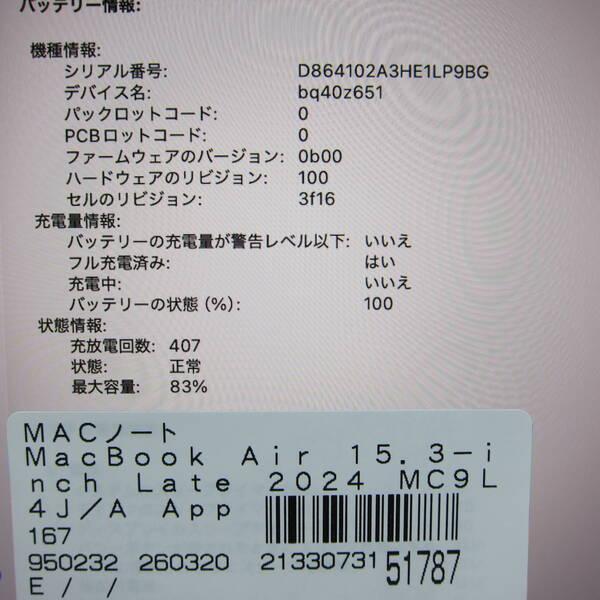 バッテリー情報:
機種情報:
シリアル番号: D864102A3HE1LP9BG
デバイス名: bq40z651
パックロットコード: 0
PCBロットコード: 0
ファームウェアのバージョン: 0b00
ハードウェアのリビジョン: 100
セルのリビジョン: 3f16
充電量情報:
バッテリーの充電量が警告レベル以下: いいえ
フル充電済み: はい
充電中: いいえ
バッテリーの状態 (%): 100
状態情報:
充放電回数: 407
状態: 正常
最大容量: 83%
MACノート
MacBook Air 15.3-i
nch Late 2024 MC9L
4J/A App
167
950232 260320 21330731 51787
E / /